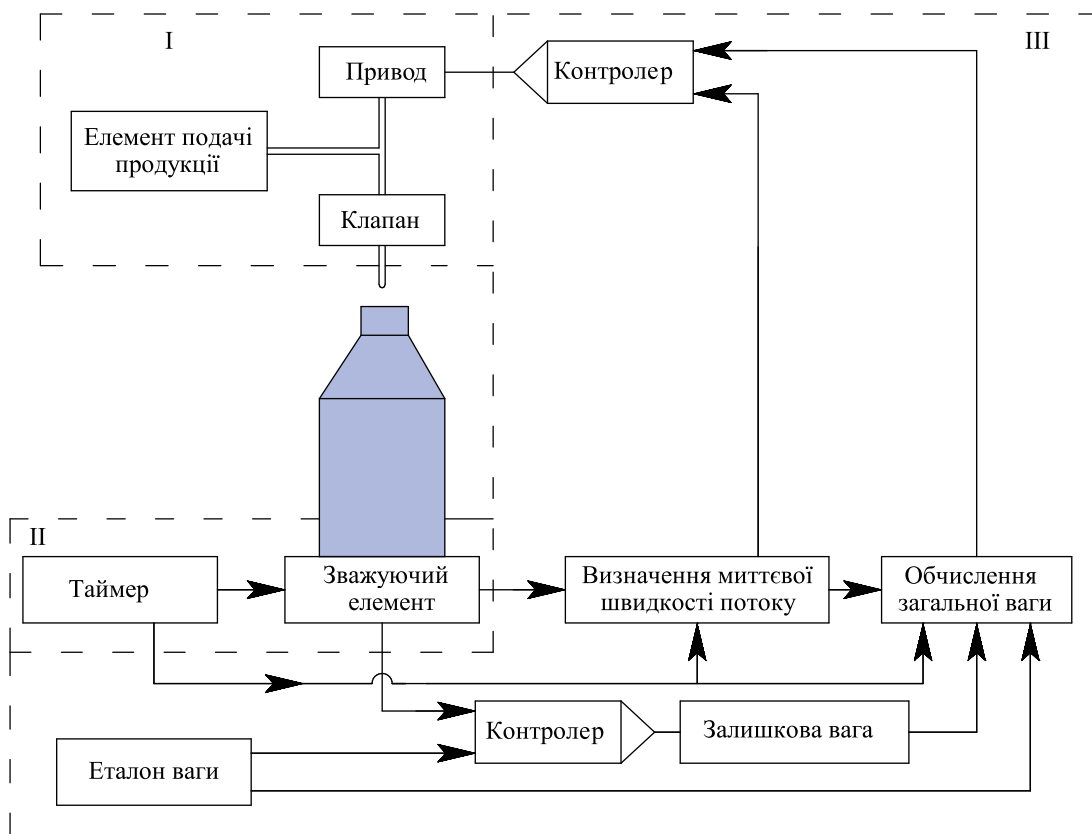 I
III
Привод
Контролер
Елемент подачі
продукції
Клапан
II
Таймер
Зважуючий
елемент
Визначення миттєвої
швидкості потоку
Обчислення
загальної ваги
Контролер
Залишкова вага
Еталон ваги